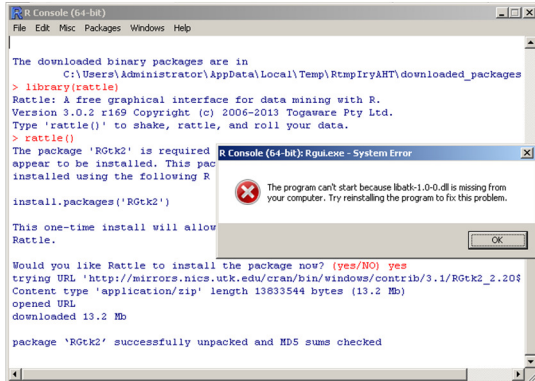 R Console (64-bit)
File Edit Misc Packages Windows Help
The downloaded binary packages are in
C:\Users\Administrator\AppData\Local\Temp\RtmpIryAHT\downloaded_packages
> library(rattle)
Rattle: A free graphical interface for data mining with R.
Version 3.0.2 r169 Copyright (c) 2006-2013 Togaware Pty Ltd.
Type 'rattle()' to shake, rattle, and roll your data.
> rattle()
The package 'RGtk2' is required
appear to be installed. This pac
installed using the following R
install.packages('RGtk2')
This one-time install will allow
Rattle.
Would you like Rattle to install the package now? (yes/NO) yes
trying URL 'http://mirrors.nics.utk.edu/cran/bin/windows/contrib/3.1/RGtk2_2.20$
Content type 'application/zip' length 13833544 bytes (13.2 Mb)
opened URL
downloaded 13.2 Mb
package ‘RGtk2’ successfully unpacked and MD5 sums checked
R Console (64-bit): Rgui.exe - System Error
The program can't start because libatk-1.0-0.dll is missing from
your computer. Try reinstalling the program to fix this problem.
OK